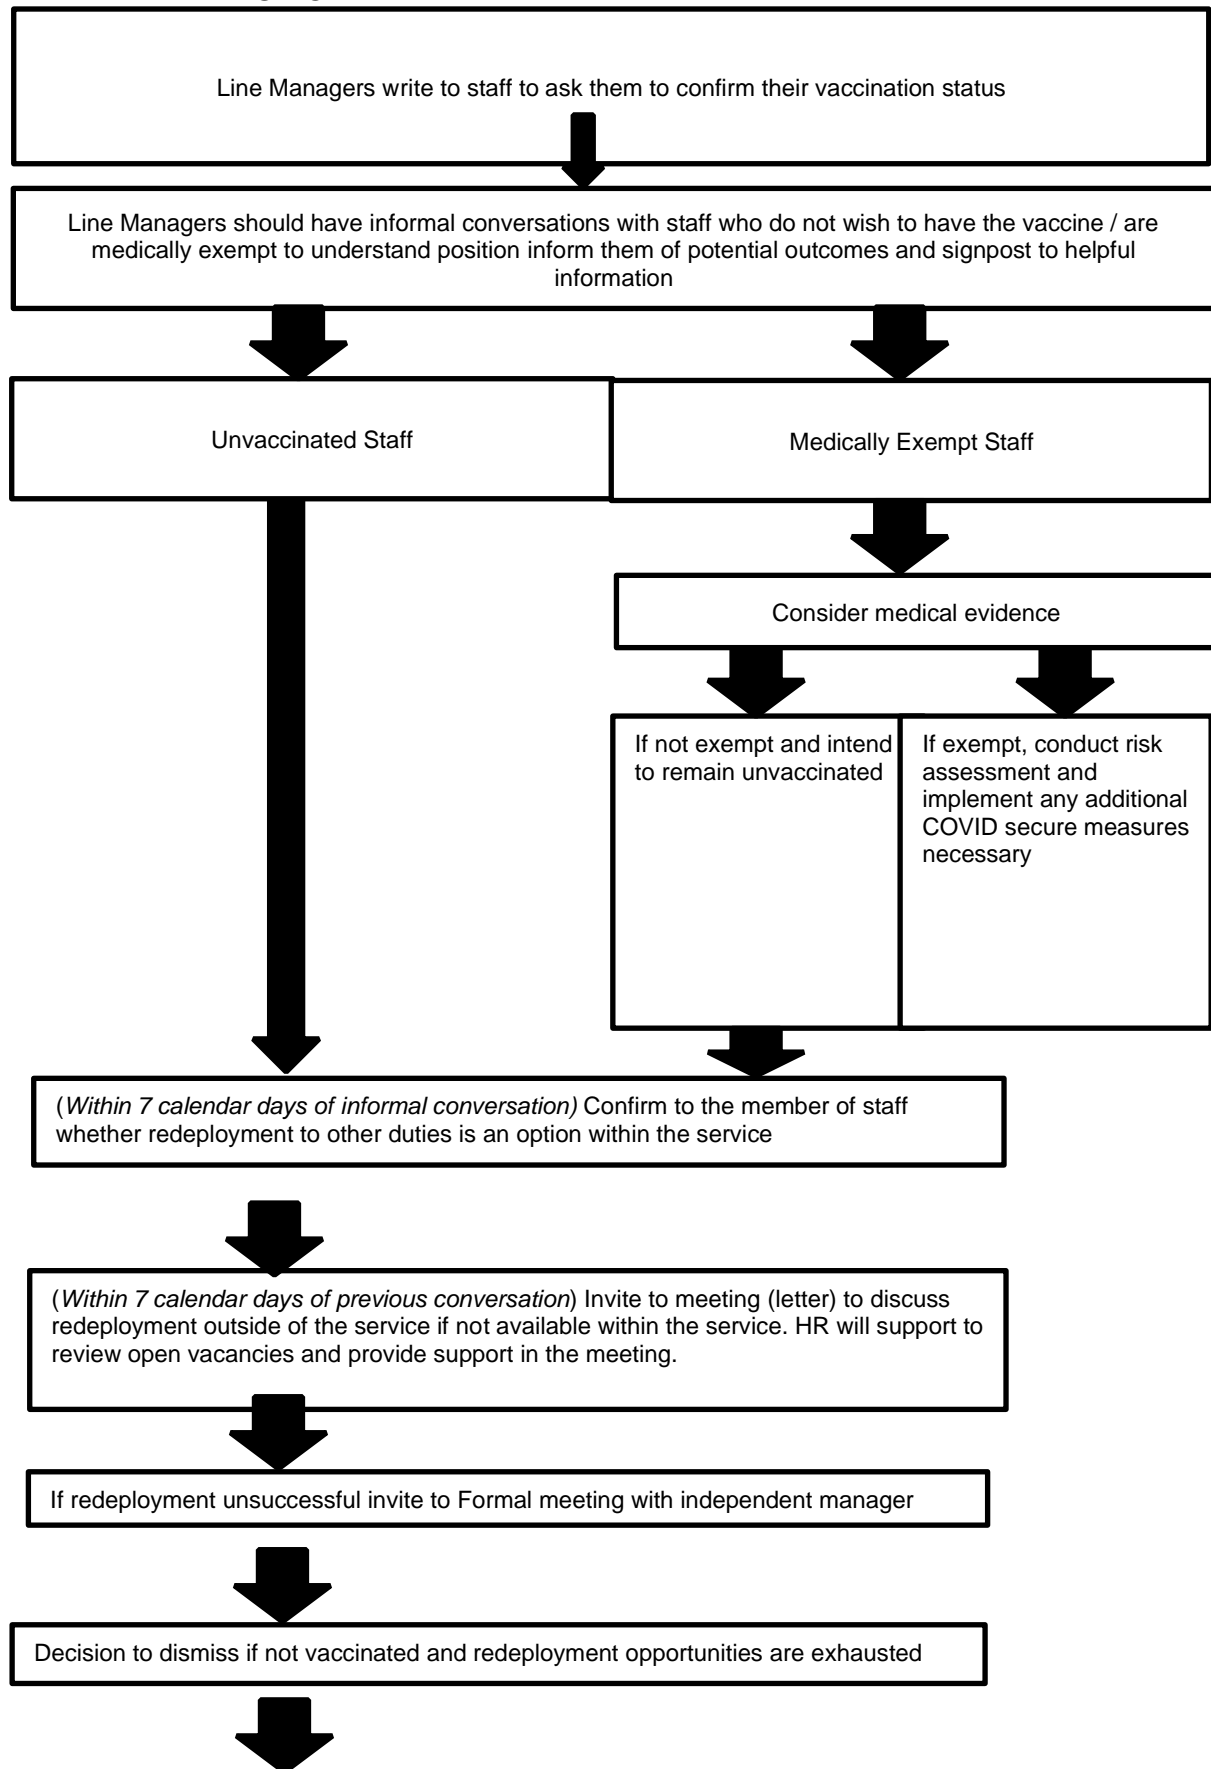 Line Managers write to staff to ask them to confirm their vaccination status
Line Managers should have informal conversations with staff who do not wish to have the vaccine / are
medically exempt to understand position inform them of potential outcomes and signpost to helpful
information
Unvaccinated Staff
Medically Exempt Staff
Consider medical evidence
If not exempt and intend
to remain unvaccinated
If exempt, conduct risk
assessment and
implement any additional
COVID secure measures
necessary
(Within 7 calendar days of informal conversation) Confirm to the member of staff
whether redeployment to other duties is an option within the service
(Within 7 calendar days of previous conversation) Invite to meeting (letter) to discuss
redeployment outside of the service if not available within the service. HR will support to
review open vacancies and provide support in the meeting.
If redeployment unsuccessful invite to Formal meeting with independent manager
Decision to dismiss if not vaccinated and redeployment opportunities are exhausted